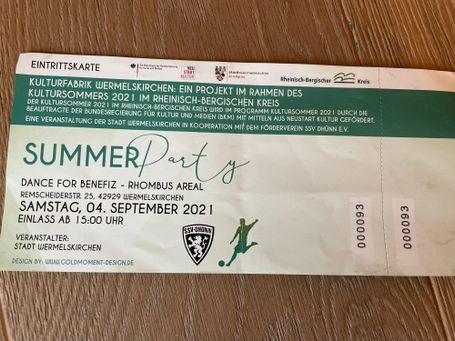 EINTRITTSKARTE
NEU
START
KULTUR
Rheinisch-Bergischer Kreis
KULTURFABRIK WERMELSKIRCHEN: EIN PROJEKT IM RAHMEN DES
KULTURSOMMERS 2021 IM RHEINISCH-BERGISCHEN KREIS
DER KULTURSOMMER 2021 IM RHEINISCH-BERGISCHEN KREIS WIRD IM PROGRAMM KULTURSOMMER 2021 DURCH DIE
BEAUFTRAGTE DER BUNDESREGIERUNG FÜR KULTUR UND MEDIEN (BKM) MIT MITTELN AUS NEUSTART KULTUR GEFÖRDERT.
EINE VERANSTALTUNG DER STADT WERMELSKIRCHEN IN KOOPERATION MIT DEM FÖRDERVEREIN SSV DHÜNN E.V.
SUMMER Party
DANCE FOR BENEFIZ - RHOMBUS AREAL
REMSCHEIDERSTR. 25, 42929 WERMELSKIRCHEN
SAMSTAG, 04. SEPTEMBER 2021
EINLASS AB 15:00 UHR
VERANSTALTER:
STADT WERMELSKIRCHEN
SSV-DHÜNN
DESIGN BY: WWW.GOLDMOMENT-DESIGN.DE
000093
000093